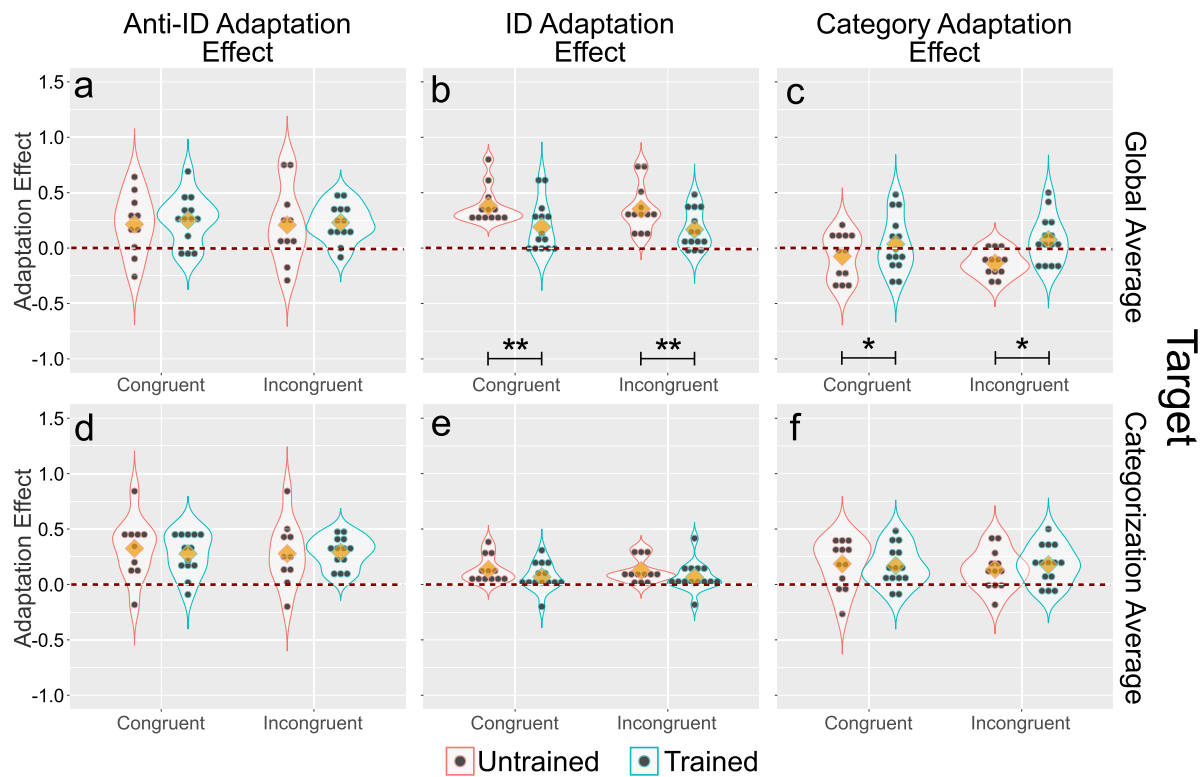 Anti-ID Adaptation
Effect
ID Adaptation
Effect
Category Adaptation
Effect
a
b
c
1.5
1.0
0.5
0.0
-0.5
-1.0
Adaptation Effect
**
**
*
*
Congruent
Incongruent
Congruent
Incongruent
Congruent
Incongruent
Global Average
Target
d
e
f
1.5
1.0
0.5
0.0
-0.5
-1.0
Adaptation Effect
Congruent
Incongruent
Congruent
Incongruent
Congruent
Incongruent
Categorization Average
Untrained
Trained